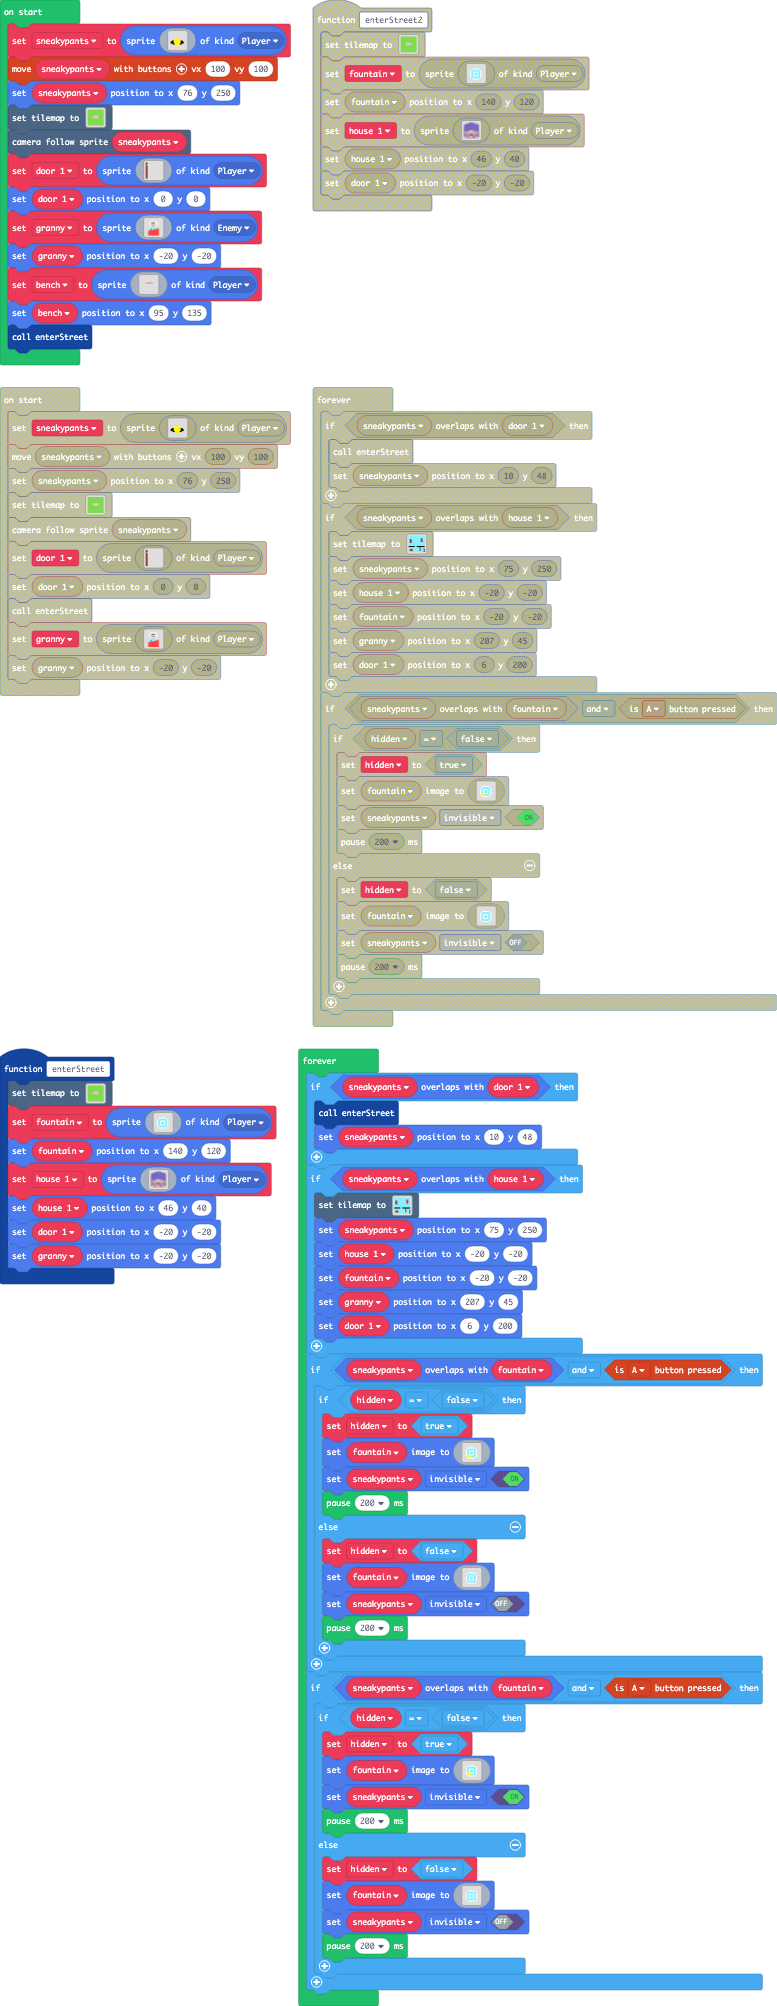 on start
set sneakypants to sprite of kind Player
move sneakypants with buttons vx 100 vy 100
set sneakypants position to x 76 y 250
set tilemap to
camera follow sprite sneakypants
set door 1 to sprite of kind Player
set door 1 position to x 0 y 0
set granny to sprite of kind Enemy
set granny position to x -20 y -20
set bench to sprite of kind Player
set bench position to x 95 y 135
call enterStreet
function enterStreet2
set tilemap to
set fountain to sprite of kind Player
set fountain position to x 140 y 120
set house 1 to sprite of kind Player
set house 1 position to x 46 y 40
set door 1 position to x -20 y -20
on start
set sneakypants to sprite of kind Player
move sneakypants with buttons vx 100 vy 100
set sneakypants position to x 76 y 250
set tilemap to
camera follow sprite sneakypants
set door 1 to sprite of kind Player
set door 1 position to x 0 y 0
call enterStreet
set granny to sprite of kind Player
set granny position to x -20 y -20
forever
if sneakypants overlaps with door 1 then
call enterStreet
set sneakypants position to x 10 y 48
if sneakypants overlaps with house 1 then
set tilemap to
set sneakypants position to x 75 y 250
set house 1 position to x -20 y -20
set fountain position to x -20 y -20
set granny position to x 207 y 45
set door 1 position to x 6 y 200
if sneakypants overlaps with fountain and is A button pressed then
if hidden = false then
set hidden to true
set fountain image to
set sneakypants invisible ON
pause 200 ms
else
set hidden to false
set fountain image to
set sneakypants invisible OFF
pause 200 ms
function enterStreet
set tilemap to
set fountain to sprite of kind Player
set fountain position to x 140 y 120
set house 1 to sprite of kind Player
set house 1 position to x 46 y 40
set door 1 position to x -20 y -20
set granny position to x -20 y -20
forever
if sneakypants overlaps with door 1 then
call enterStreet
set sneakypants position to x 10 y 48
if sneakypants overlaps with house 1 then
set tilemap to
set sneakypants position to x 75 y 250
set house 1 position to x -20 y -20
set fountain position to x -20 y -20
set granny position to x 207 y 45
set door 1 position to x 6 y 200
if sneakypants overlaps with fountain and is A button pressed then
if hidden = false then
set hidden to true
set fountain image to
set sneakypants invisible ON
pause 200 ms
else
set hidden to false
set fountain image to
set sneakypants invisible OFF
pause 200 ms
if sneakypants overlaps with fountain and is A button pressed then
if hidden = false then
set hidden to true
set fountain image to
set sneakypants invisible ON
pause 200 ms
else
set hidden to false
set fountain image to
set sneakypants invisible OFF
pause 200 ms